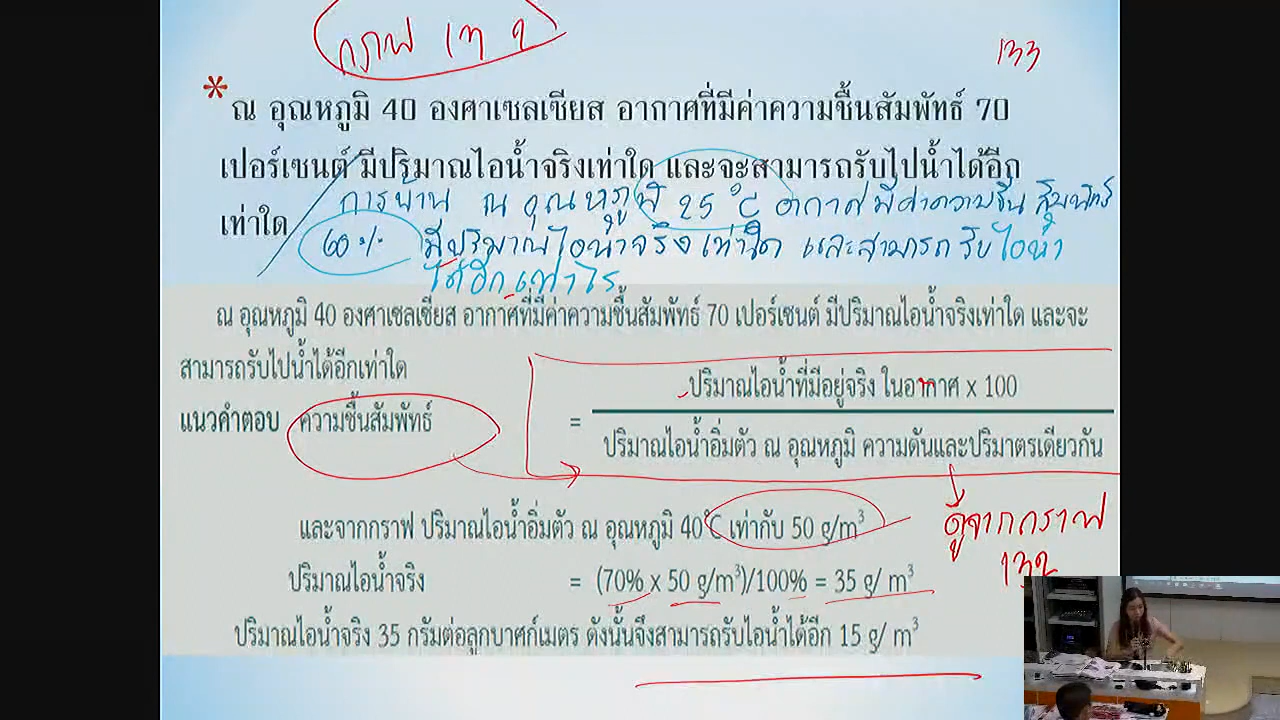 กราฟ 132
133
* ณ อุณหภูมิ 40 องศาเซลเซียส อากาศที่มีค่าความชื้นสัมพัทธ์ 70
เปอร์เซนต์ มีปริมาณไอน้ำจริงเท่าใด และจะสามารถรับไปน้ำได้อีก
เท่าใด
การบ้าน ณ อุณหภูมิ 25 °C อากาศมีค่าความชื้นสัมพัทธ์
60 % มีปริมาณไอน้ำจริงเท่าใด และสามารถรับไอน้ำ
ได้อีกเท่าไร
ณ อุณหภูมิ 40 องศาเซลเซียส อากาศที่มีค่าความชื้นสัมพัทธ์ 70 เปอร์เซนต์ มีปริมาณไอน้ำจริงเท่าใด และจะ
สามารถรับไปน้ำได้อีกเท่าใด
ปริมาณไอน้ำที่มีอยู่จริง ในอากาศ x 100
แนวคำตอบ ความชื้นสัมพัทธ์ =
ปริมาณไอน้ำอิ่มตัว ณ อุณหภูมิ ความดันและปริมาตรเดียวกัน
ดูจากกราฟ
132
และจากกราฟ ปริมาณไอน้ำอิ่มตัว ณ อุณหภูมิ 40°C เท่ากับ 50 g/m³
ปริมาณไอน้ำจริง = (70% x 50 g/m³)/100% = 35 g/ m³
ปริมาณไอน้ำจริง 35 กรัมต่อลูกบาศก์เมตร ดังนั้นจึงสามารถรับไอน้ำได้อีก 15 g/ m³